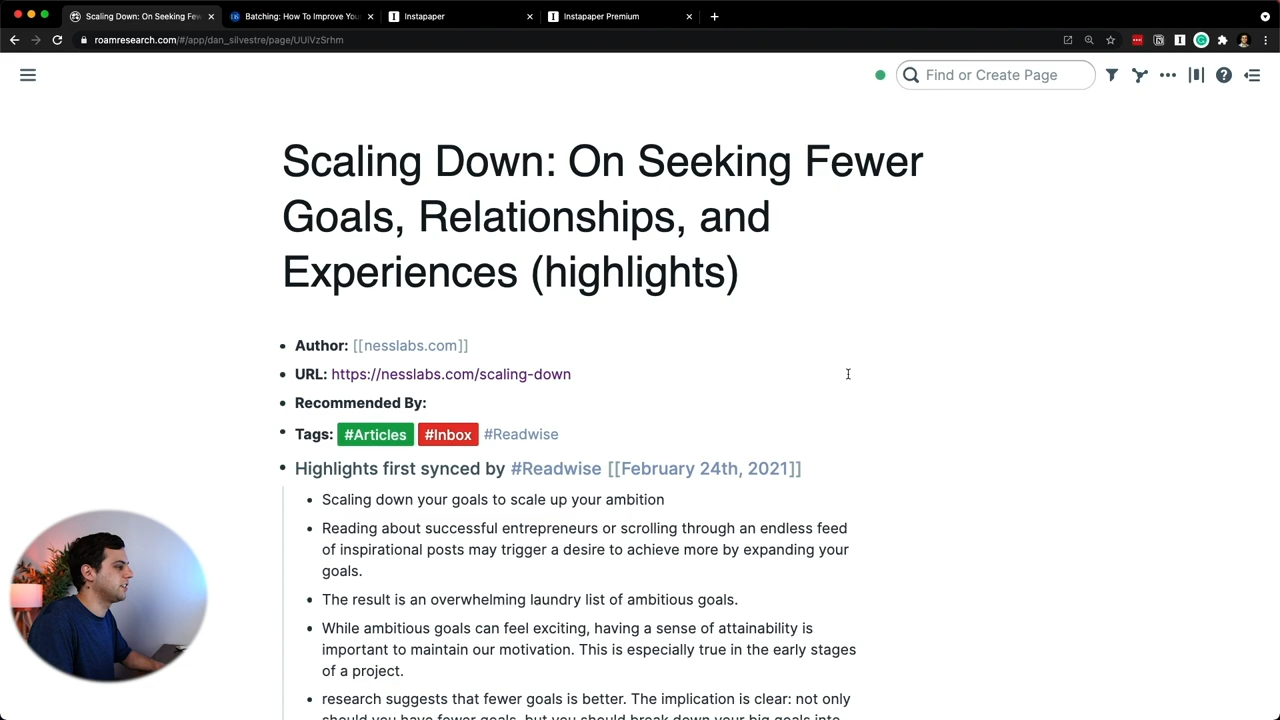 Scaling Down: On Seeking Few
Batching: How To Improve You
Instapaper
Instapaper Premium
roamresearch.com/#/app/dan_silvestre/page/UUiVzSrhm
Find or Create Page
Scaling Down: On Seeking Fewer
Goals, Relationships, and
Experiences (highlights)
Author: [[nesslabs.com]]
URL: https://nesslabs.com/scaling-down
Recommended By:
Tags: #Articles #Inbox #Readwise
Highlights first synced by #Readwise [[February 24th, 2021]]
Scaling down your goals to scale up your ambition
Reading about successful entrepreneurs or scrolling through an endless feed
of inspirational posts may trigger a desire to achieve more by expanding your
goals.
The result is an overwhelming laundry list of ambitious goals.
While ambitious goals can feel exciting, having a sense of attainability is
important to maintain our motivation. This is especially true in the early stages
of a project.
research suggests that fewer goals is better. The implication is clear: not only
should you have fewer goals, but you should break down your big goals into